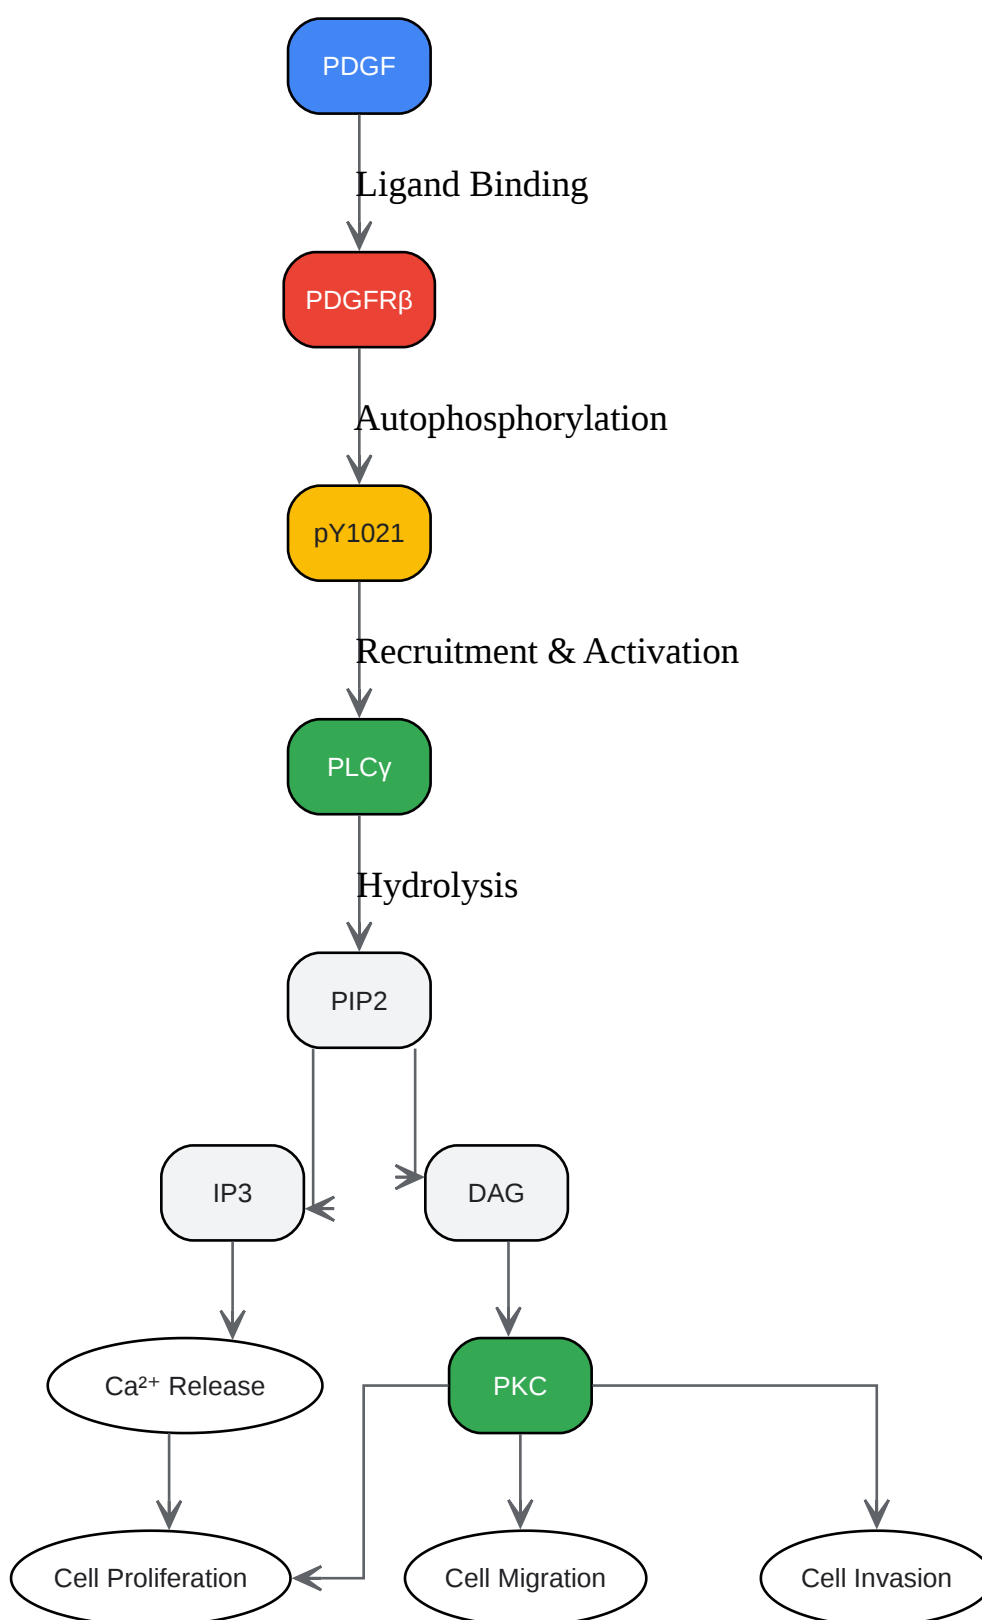 PDGF
Ligand Binding
PDGFRβ
Autophosphorylation
pY1021
Recruitment & Activation
PLCγ
Hydrolysis
PIP2
IP3
DAG
Ca²⁺ Release
PKC
Cell Proliferation
Cell Migration
Cell Invasion